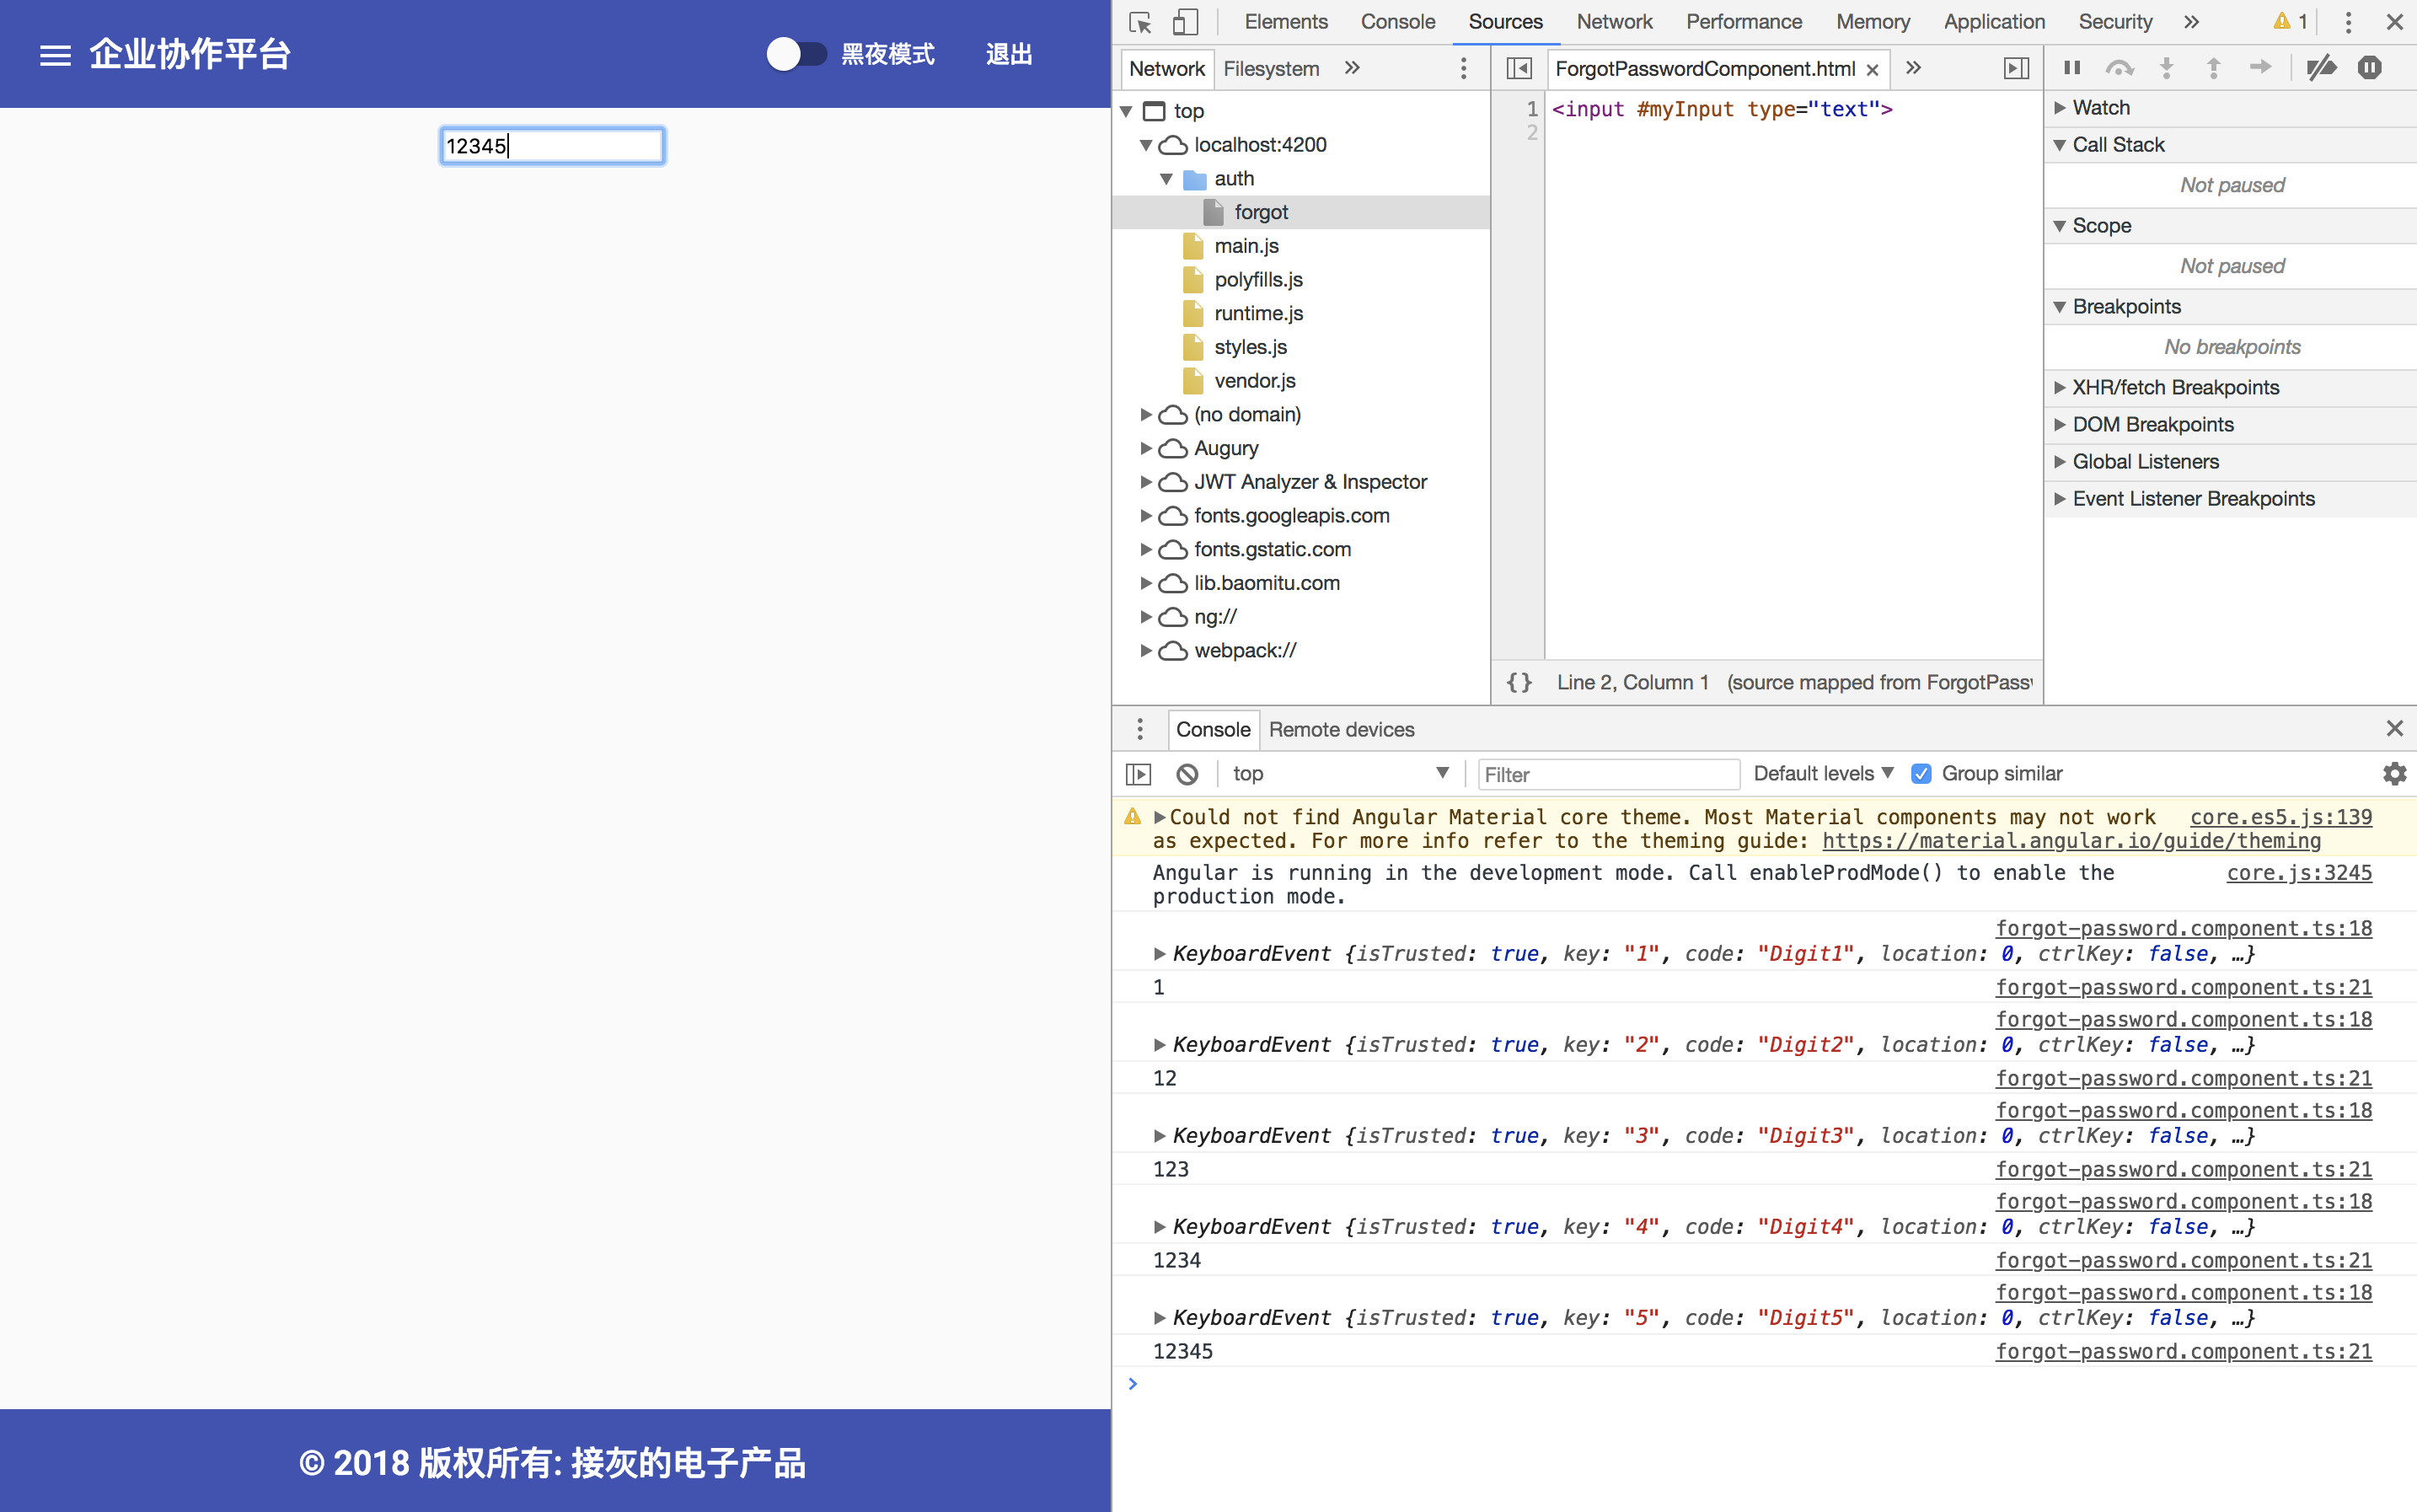 企业协作平台
黑夜模式
退出
12345
© 2018 版权所有: 接灰的电子产品
Elements
Console
Sources
Network
Performance
Memory
Application
Security
1
Network
Filesystem
top
localhost:4200
auth
forgot
main.js
polyfills.js
runtime.js
styles.js
vendor.js
(no domain)
Augury
JWT Analyzer & Inspector
fonts.googleapis.com
fonts.gstatic.com
lib.baomitu.com
ng://
webpack://
ForgotPasswordComponent.html
1 <input #myInput type="text">
2
{} Line 2, Column 1 (source mapped from ForgotPassw
Watch
Call Stack
Not paused
Scope
Not paused
Breakpoints
No breakpoints
XHR/fetch Breakpoints
DOM Breakpoints
Global Listeners
Event Listener Breakpoints
Console
Remote devices
top
Filter
Default levels
Group similar
Could not find Angular Material core theme. Most Material components may not work core.es5.js:139
as expected. For more info refer to the theming guide: https://material.angular.io/guide/theming
Angular is running in the development mode. Call enableProdMode() to enable the core.js:3245
production mode.
forgot-password.component.ts:18
KeyboardEvent {isTrusted: true, key: "1", code: "Digit1", location: 0, ctrlKey: false, …}
1 forgot-password.component.ts:21
forgot-password.component.ts:18
KeyboardEvent {isTrusted: true, key: "2", code: "Digit2", location: 0, ctrlKey: false, …}
12 forgot-password.component.ts:21
forgot-password.component.ts:18
KeyboardEvent {isTrusted: true, key: "3", code: "Digit3", location: 0, ctrlKey: false, …}
123 forgot-password.component.ts:21
forgot-password.component.ts:18
KeyboardEvent {isTrusted: true, key: "4", code: "Digit4", location: 0, ctrlKey: false, …}
1234 forgot-password.component.ts:21
forgot-password.component.ts:18
KeyboardEvent {isTrusted: true, key: "5", code: "Digit5", location: 0, ctrlKey: false, …}
12345 forgot-password.component.ts:21